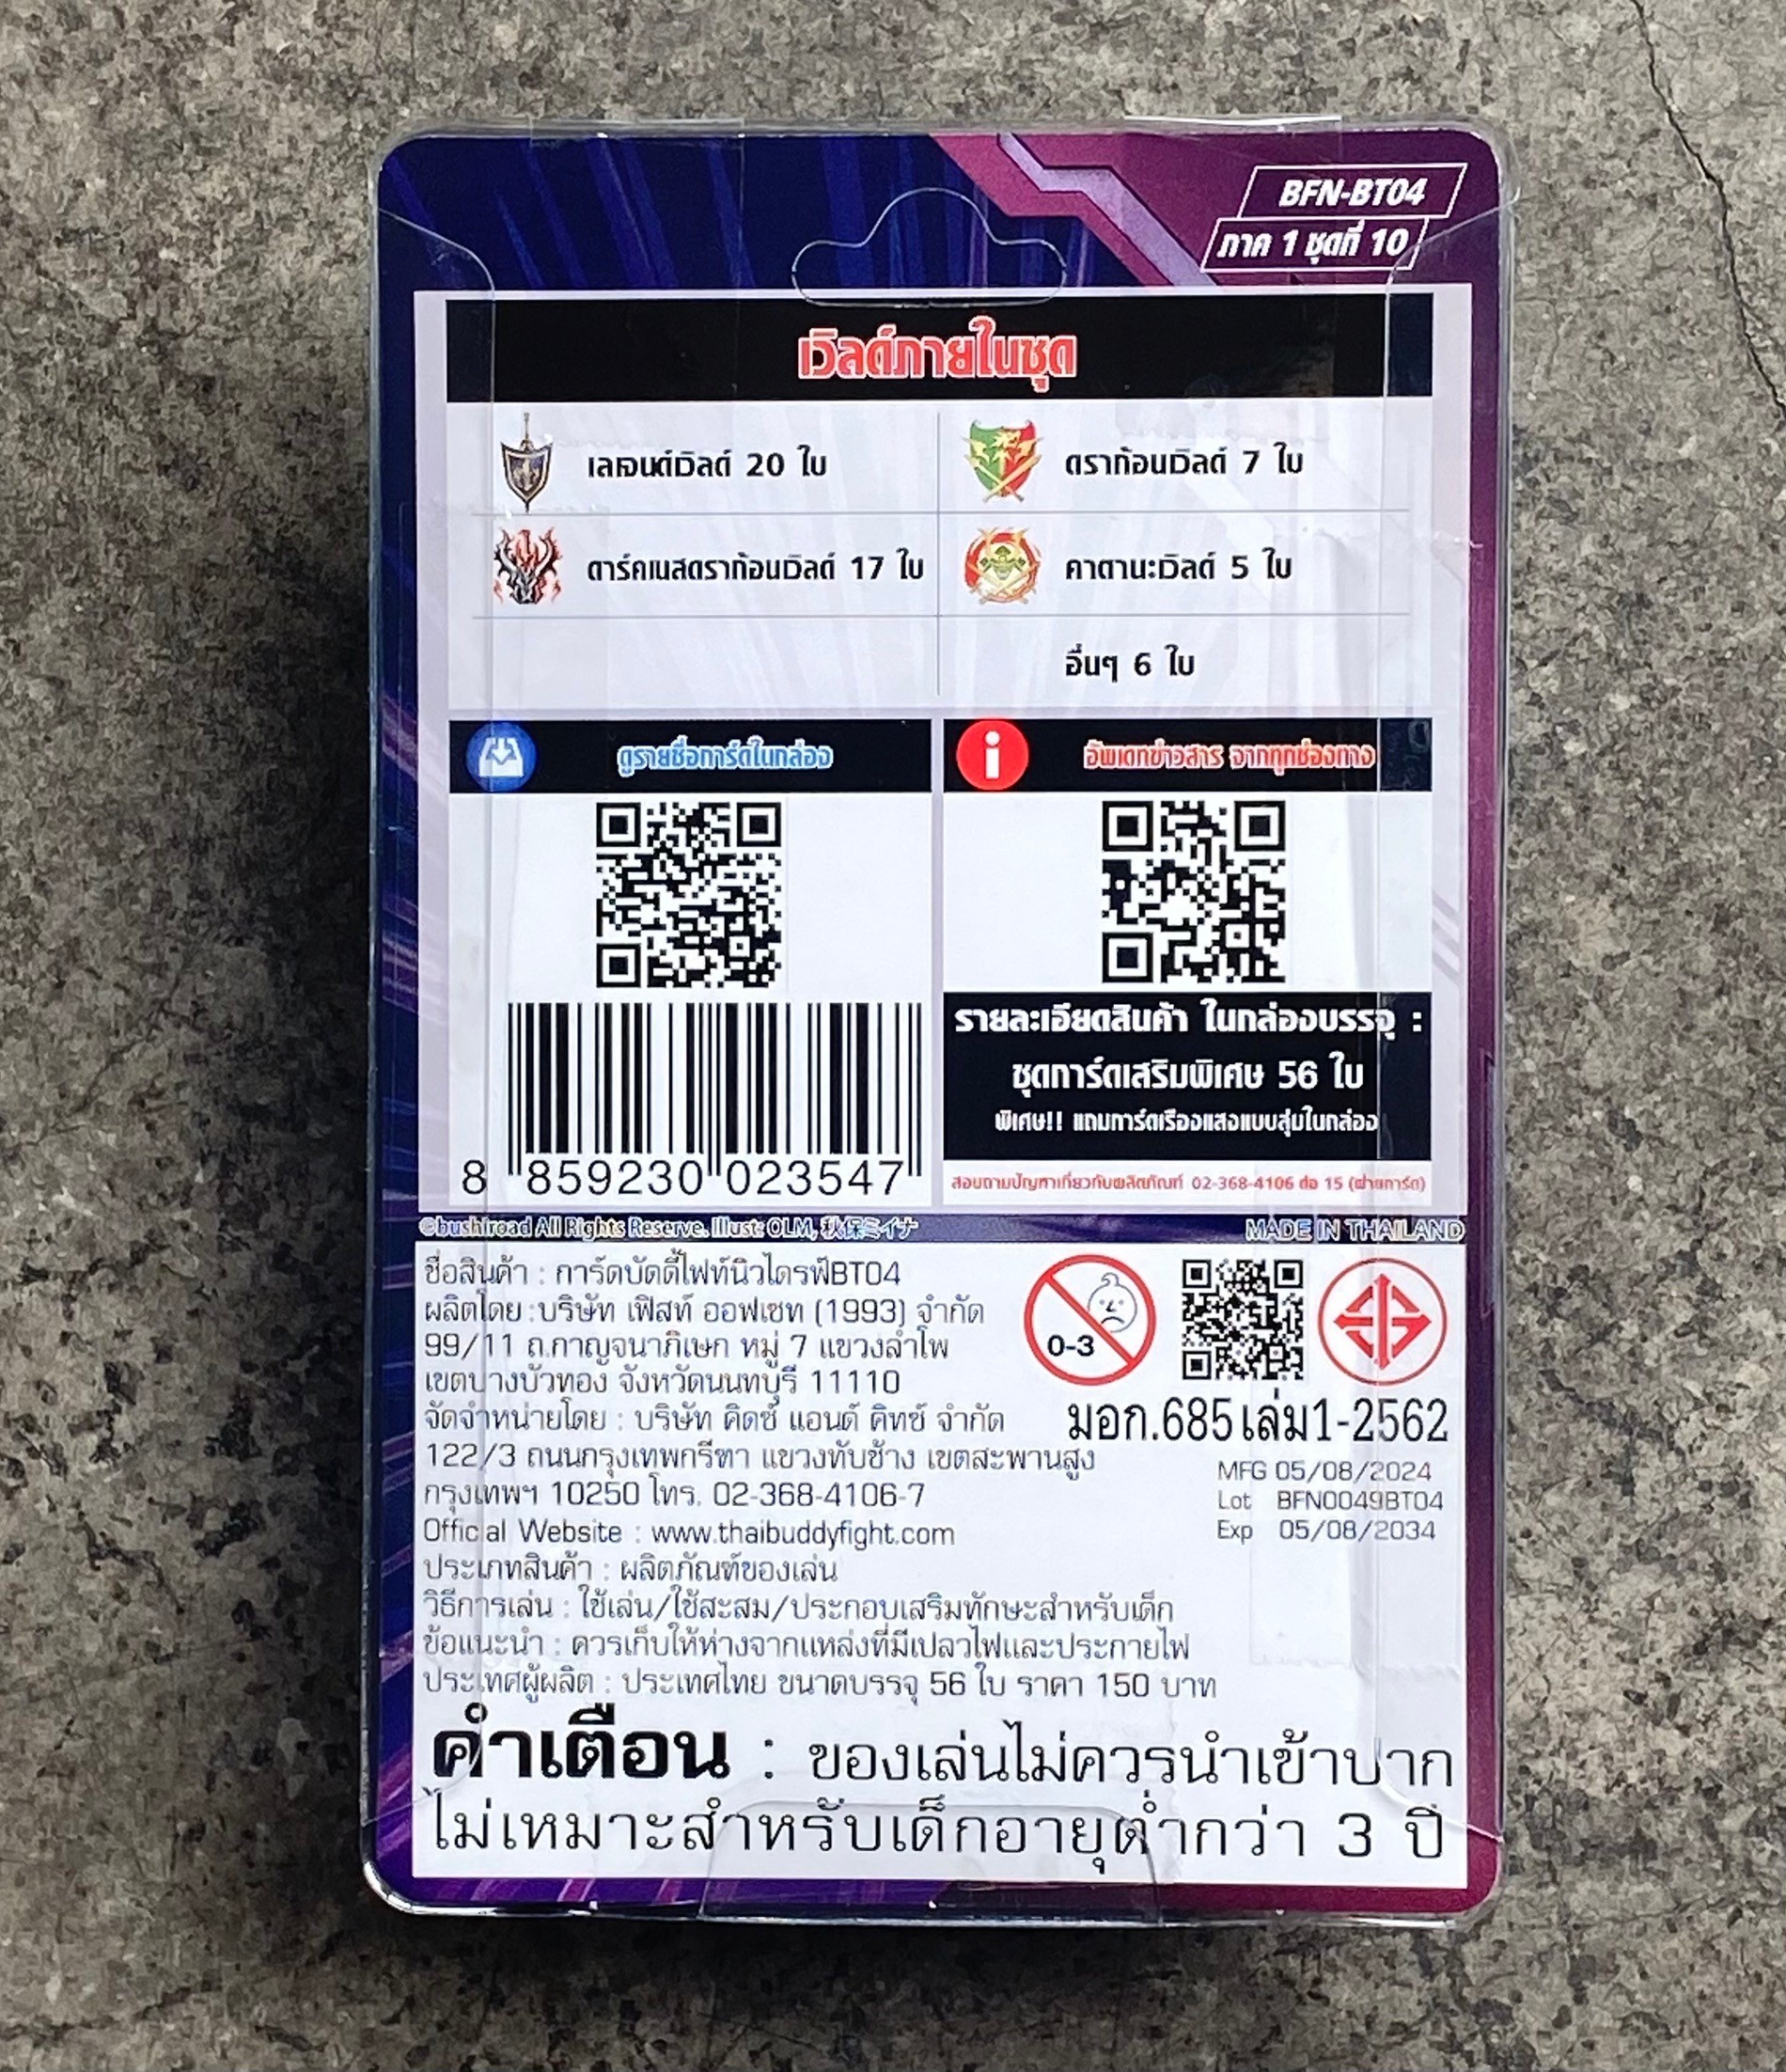 BFN-BT04
ภาค 1 ชุดที่ 10
เวิลด์ภายในชุด
เลเจนด์เวิลด์ 20 ใบ
ดราก้อนเวิลด์ 7 ใบ
ดาร์คเนสดราก้อนเวิลด์ 17 ใบ
คาตานะเวิลด์ 5 ใบ
อื่นๆ 6 ใบ
ดูรายชื่อการ์ดในกล่อง
อัพเดทข่าวสาร จากทุกช่องทาง
รายละเอียดสินค้า ในกล่องบรรจุ :
ชุดการ์ดเสริมพิเศษ 56 ใบ
พิเศษ!! แถมการ์ดเรืองแสงแบบสุ่มในกล่อง
8 859230 023547
สอบถามปัญหาเกี่ยวกับผลิตภัณฑ์ 02-368-4106 ต่อ 15 (ฝ่ายการ์ด)
©bushiroad All Rights Reserve. Illust: OLM, 秋保ミイナ
MADE IN THAILAND
ชื่อสินค้า : การ์ดบัดดี้ไฟท์นิวไดรฟ์BT04
ผลิตโดย :บริษัท เฟิสท์ ออฟเซท (1993) จำกัด
99/11 ถ.กาญจนาภิเษก หมู่ 7 แขวงลำโพ
เขตบางบัวทอง จังหวัดนนทบุรี 11110
0-3
จัดจำหน่ายโดย : บริษัท คิดซ์ แอนด์ คิทซ์ จำกัด
มอก.685เล่ม1-2562
122/3 ถนนกรุงเทพกรีฑา แขวงทับช้าง เขตสะพานสูง
กรุงเทพฯ 10250 โทร. 02-368-4106-7
MFG 05/08/2024
Lot BFN0049BT04
Exp 05/08/2034
Official Website : www.thaibuddyfight.com
ประเภทสินค้า : ผลิตภัณฑ์ของเล่น
วิธีการเล่น : ใช้เล่น/ใช้สะสม/ประกอบเสริมทักษะสำหรับเด็ก
ข้อแนะนำ : ควรเก็บให้ห่างจากแหล่งที่มีเปลวไฟและประกายไฟ
ประเทศผู้ผลิต : ประเทศไทย ขนาดบรรจุ 56 ใบ ราคา 150 บาท
คำเตือน : ของเล่นไม่ควรนำเข้าปาก
ไม่เหมาะสำหรับเด็กอายุต่ำกว่า 3 ปี